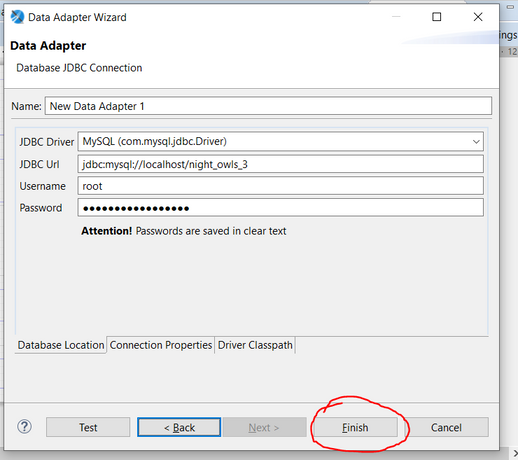 Data Adapter Wizard
Data Adapter
Database JDBC Connection
ings
Name: New Data Adapter 1
12
JDBC Driver MySQL (com.mysql.jdbc.Driver)
JDBC Url jdbc:mysql://localhost/night_owls_3
Username root
Password ●●●●●●●●●●●●●●●●●
Attention! Passwords are saved in clear text
Database Location Connection Properties Driver Classpath
? Test < Back Next > Finish Cancel